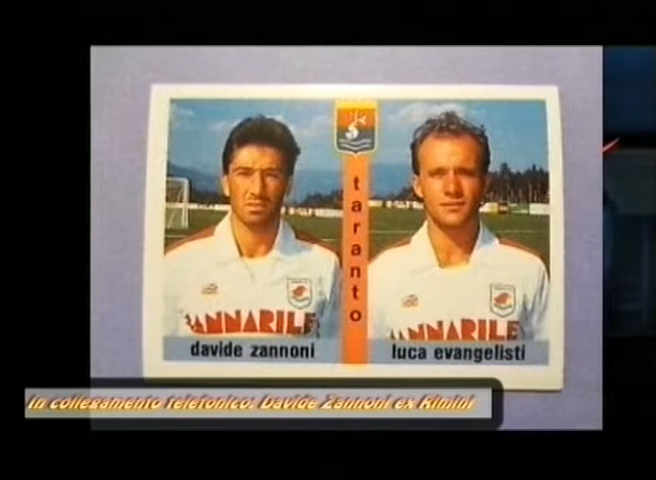 taranto
ANNARILE
ANNARILE
davide zannoni
luca evangelisti
In collegamento telefonico: Davide Zannoni ex Rimini